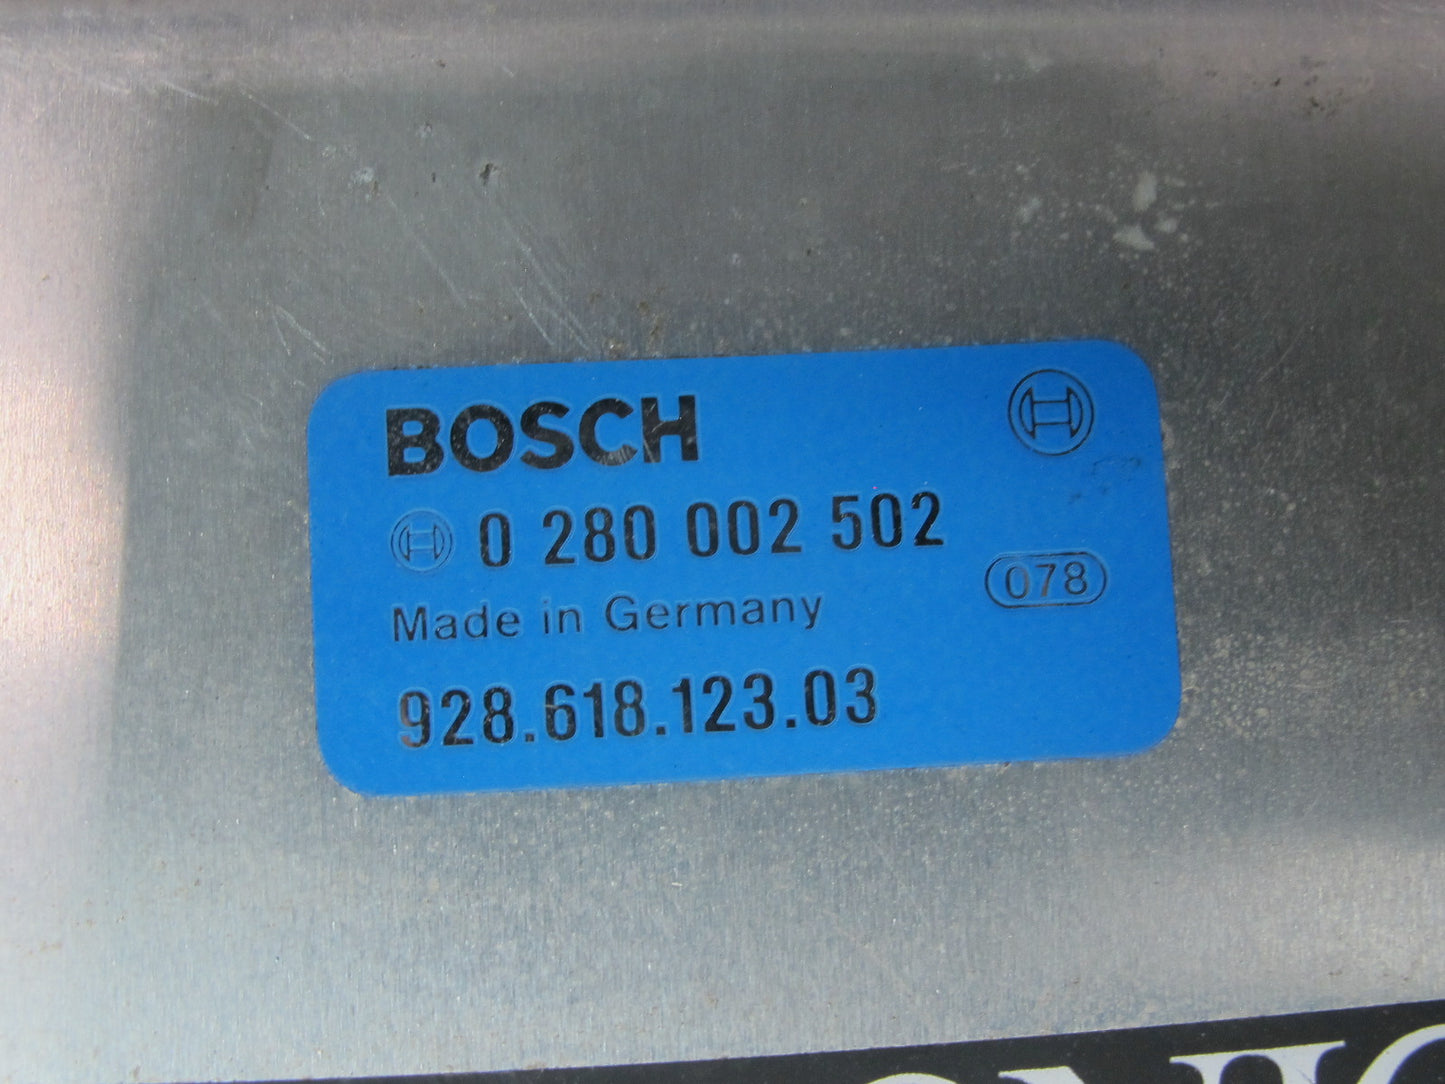 BOSCH
0 280 002 502
Made in Germany
078
928.618.123.03